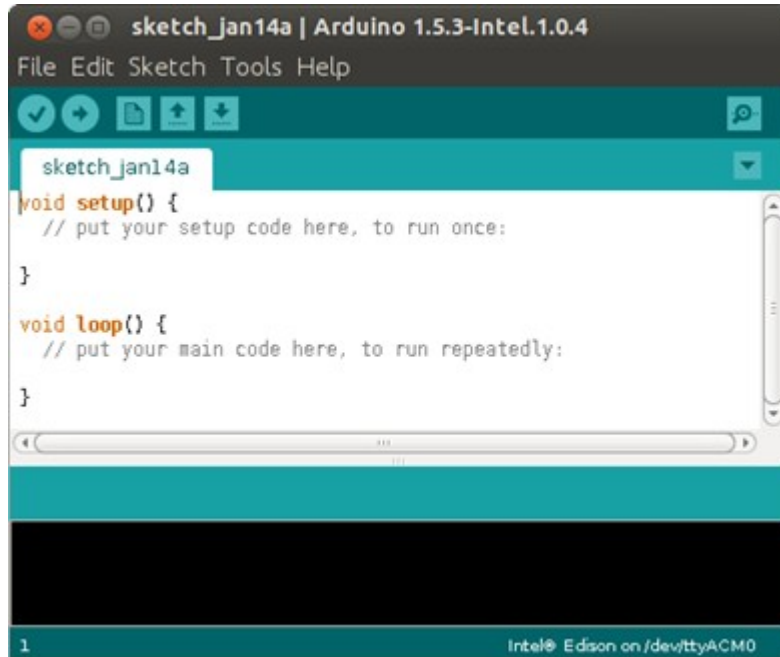 sketch_jan14a | Arduino 1.5.3-Intel.1.0.4
File Edit Sketch Tools Help
sketch_jan14a
void setup() {
  // put your setup code here, to run once:
}
void loop() {
  // put your main code here, to run repeatedly:
}
1 Intel® Edison on /dev/ttyACM0